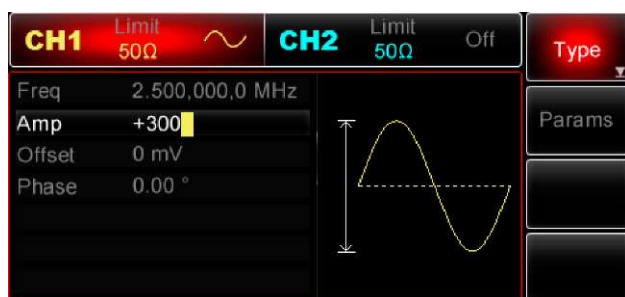 CH1 Limit 50Ω CH2 Limit 50Ω Off
Type
Freq 2.500,000,0 MHz
Amp +300
Params
Offset 0 mV
Phase 0.00 °